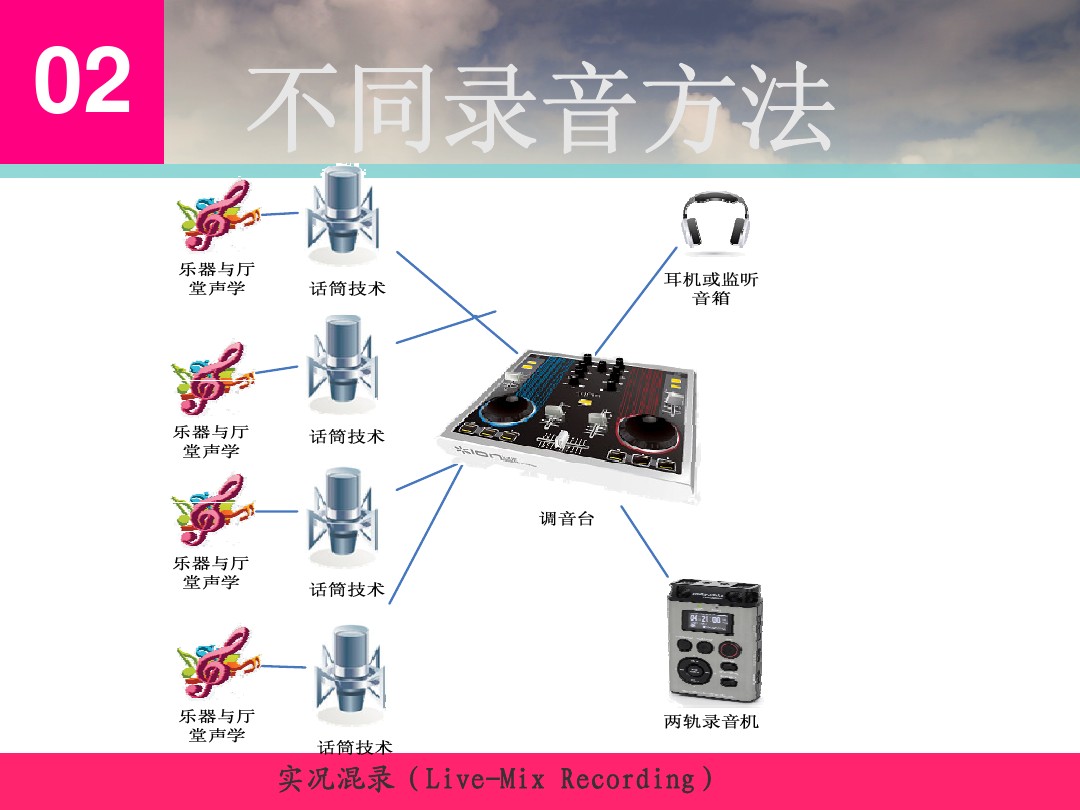 02
不同录音方法
乐器与厅
堂声学
话筒技术
耳机或监听
音箱
乐器与厅
堂声学
话筒技术
乐器与厅
堂声学
话筒技术
调音台
乐器与厅
堂声学
话筒技术
两轨录音机
实况混录(Live-Mix Recording)